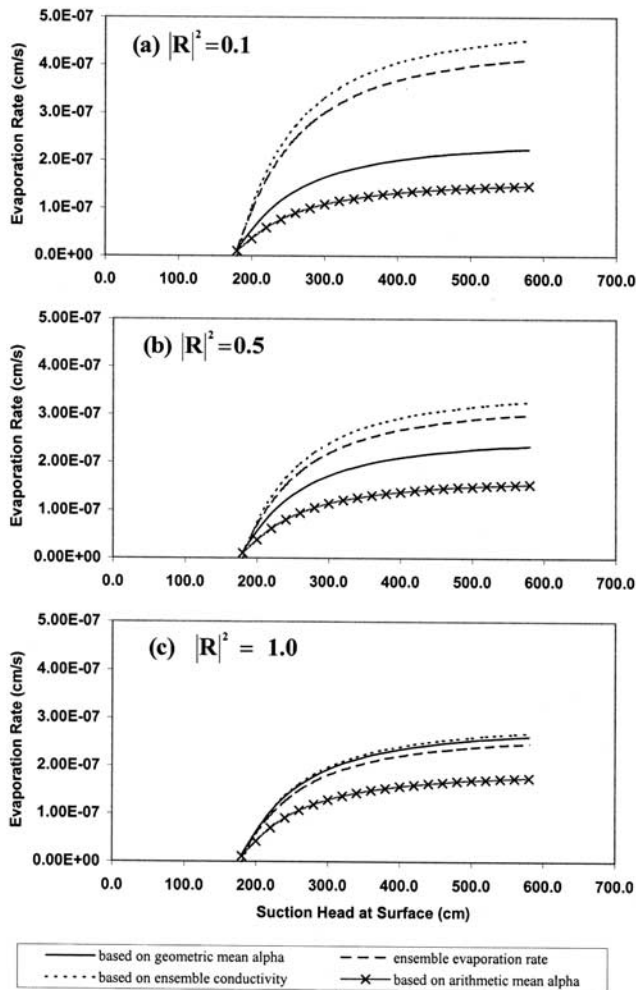 (a) |R|² = 0.1
Evaporation Rate (cm/s)
5.0E-07
4.0E-07
3.0E-07
2.0E-07
1.0E-07
0.0E+00
0.0 100.0 200.0 300.0 400.0 500.0 600.0 700.0
(b) |R|² = 0.5
Evaporation Rate (cm/s)
5.00E-07
4.00E-07
3.00E-07
2.00E-07
1.00E-07
0.00E+00
0.0 100.0 200.0 300.0 400.0 500.0 600.0 700.0
(c) |R|² = 1.0
Evaporation Rate (cm/s)
5.00E-07
4.00E-07
3.00E-07
2.00E-07
1.00E-07
0.00E+00
0.0 100.0 200.0 300.0 400.0 500.0 600.0 700.0
Suction Head at Surface (cm)
based on geometric mean alpha
ensemble evaporation rate
based on ensemble conductivity
based on arithmetic mean alpha